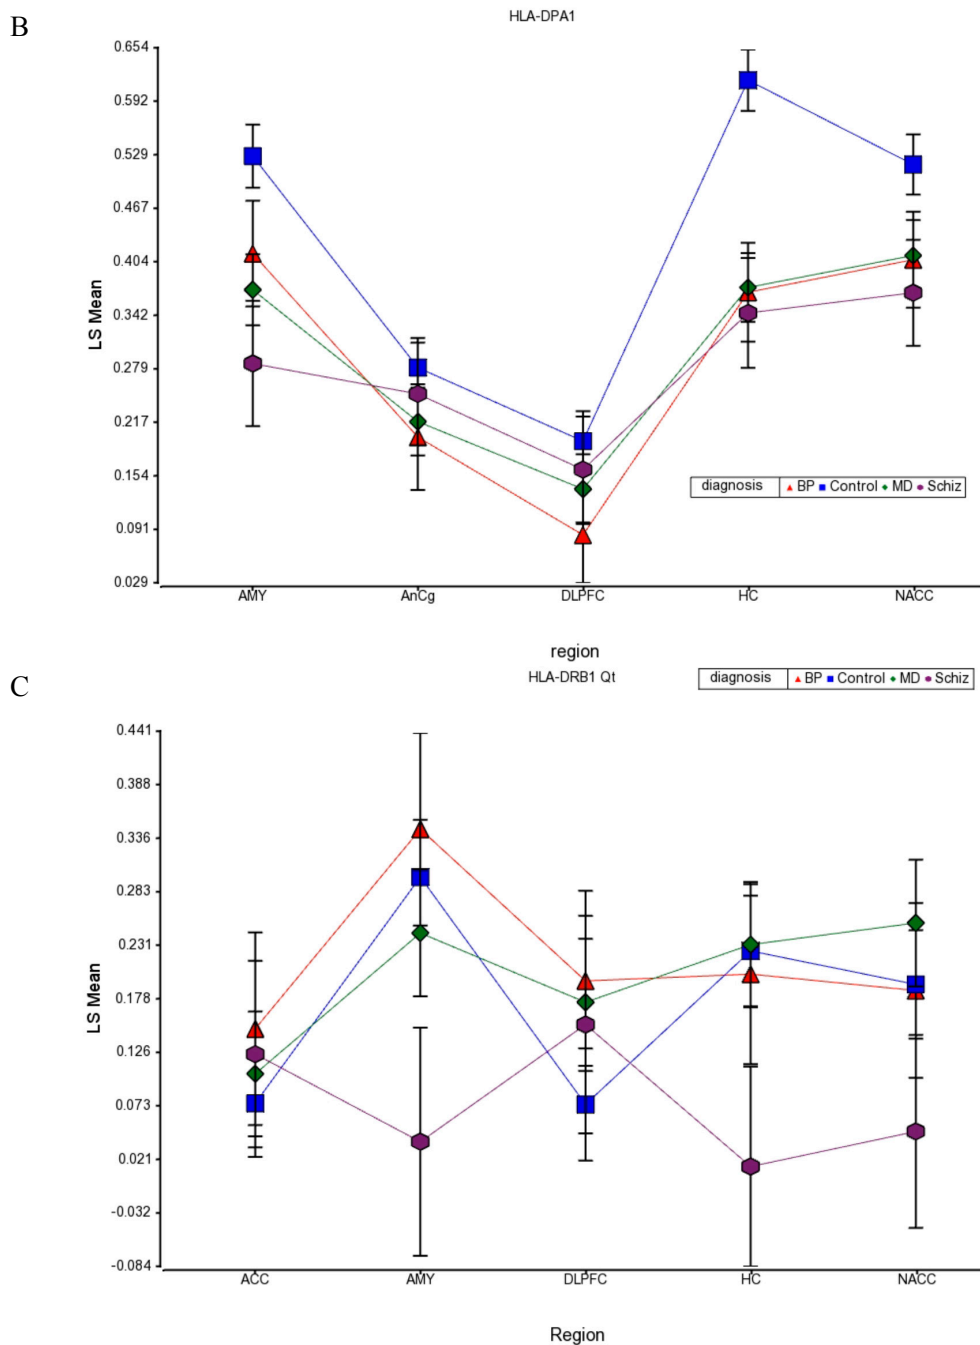 B
HLA-DPA1
0.654
0.592
0.529
0.467
0.404
0.342
0.279
0.217
0.154
0.091
0.029
LS Mean
diagnosis BP Control MD Schiz
AMY AnCg DLPFC HC NACC
region
C
HLA-DRB1 Qt
diagnosis BP Control MD Schiz
0.441
0.388
0.336
0.283
0.231
0.178
0.126
0.073
0.021
-0.032
-0.084
LS Mean
ACC AMY DLPFC HC NACC
Region